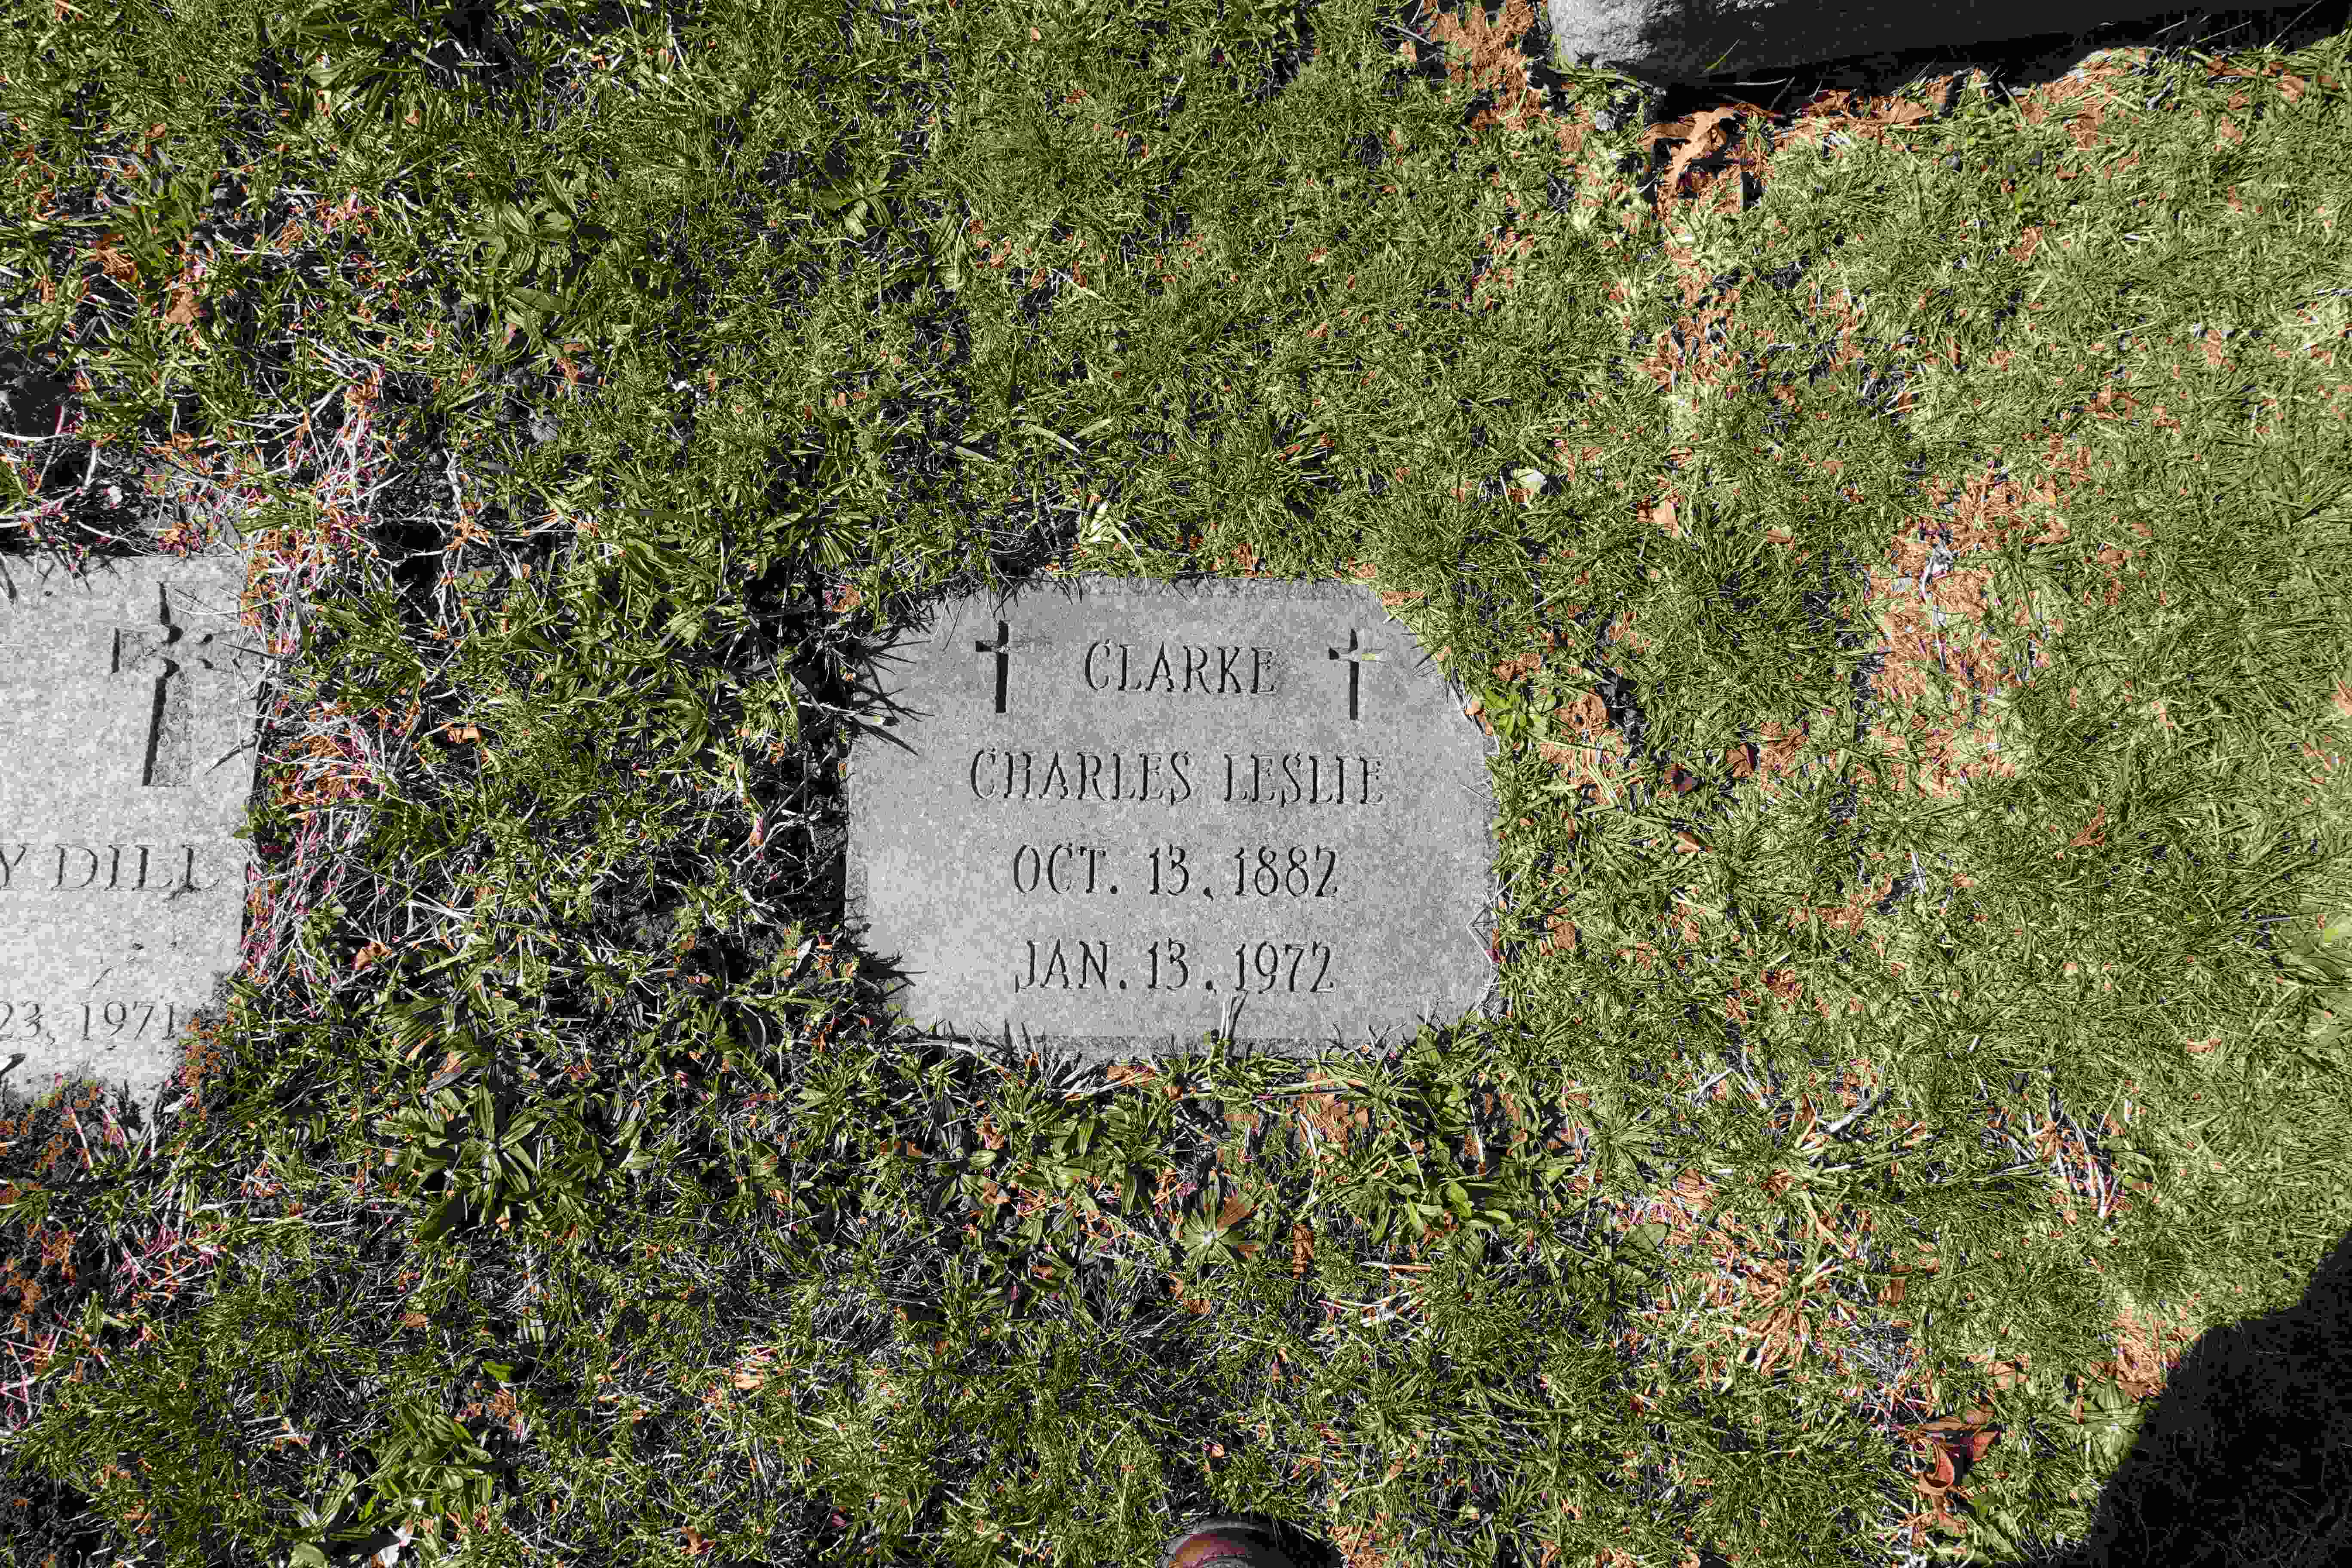 CLARKE
CHARLES LESLIE
OCT. 13, 1882
JAN. 13, 1972
Y DILL
23, 1971